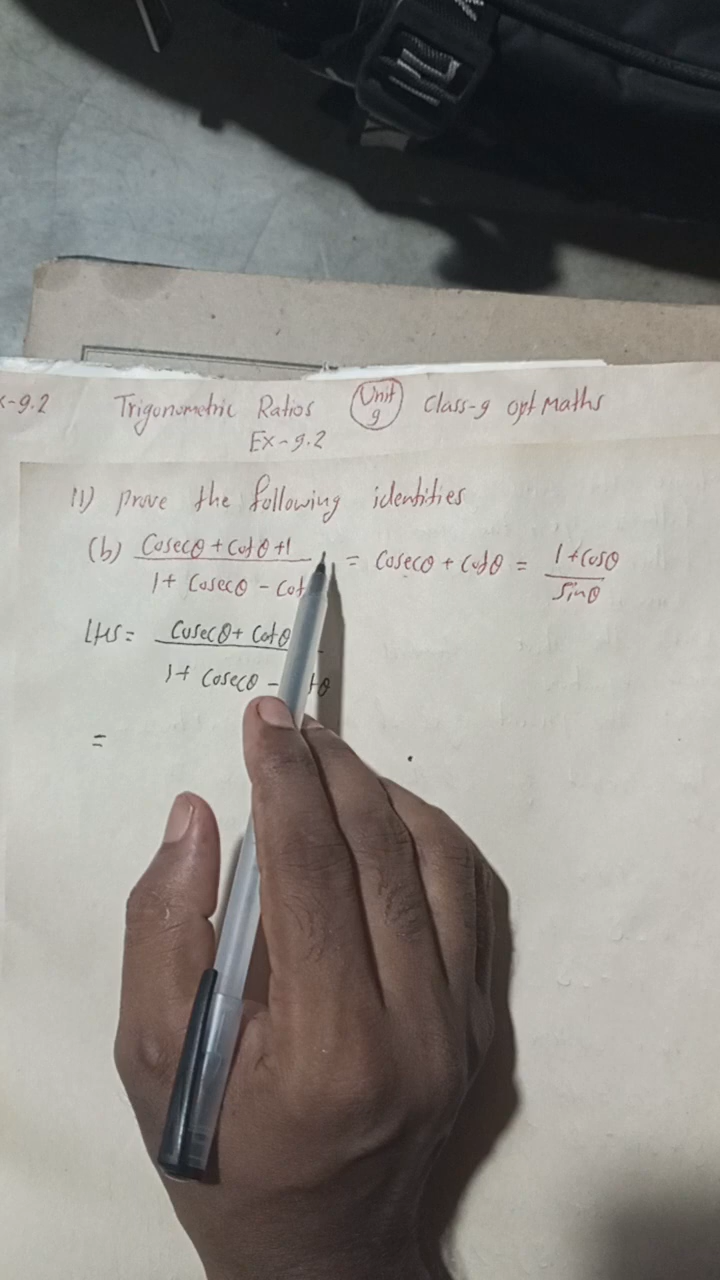 x-9.2 Trigonometric Ratios Unit 9 Class-9 opt Maths
Ex-9.2
11) prove the following identities
(b) Cosecθ + Cotθ +1 / 1 + Cosecθ - Cot = Cosecθ + Cotθ = 1+Cosθ / Sinθ
LHS = Cosecθ + Cotθ / 1+ Cosecθ - tθ
=